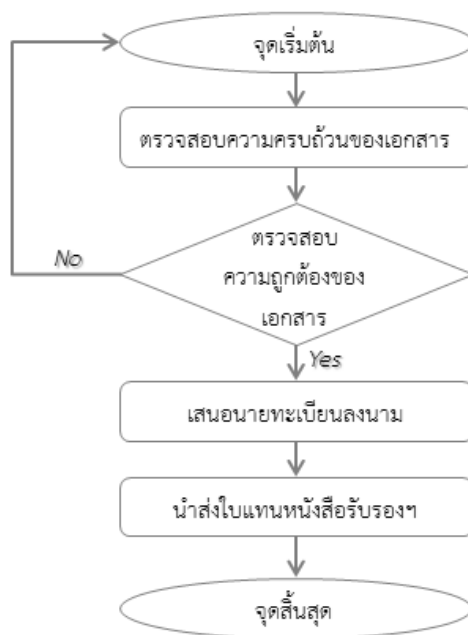 จุดเริ่มต้น
ตรวจสอบความครบถ้วนของเอกสาร
ตรวจสอบ
ความถูกต้องของ
เอกสาร
No
Yes
เสนอนายทะเบียนลงนาม
นำส่งใบแทนหนังสือรับรองฯ
จุดสิ้นสุด